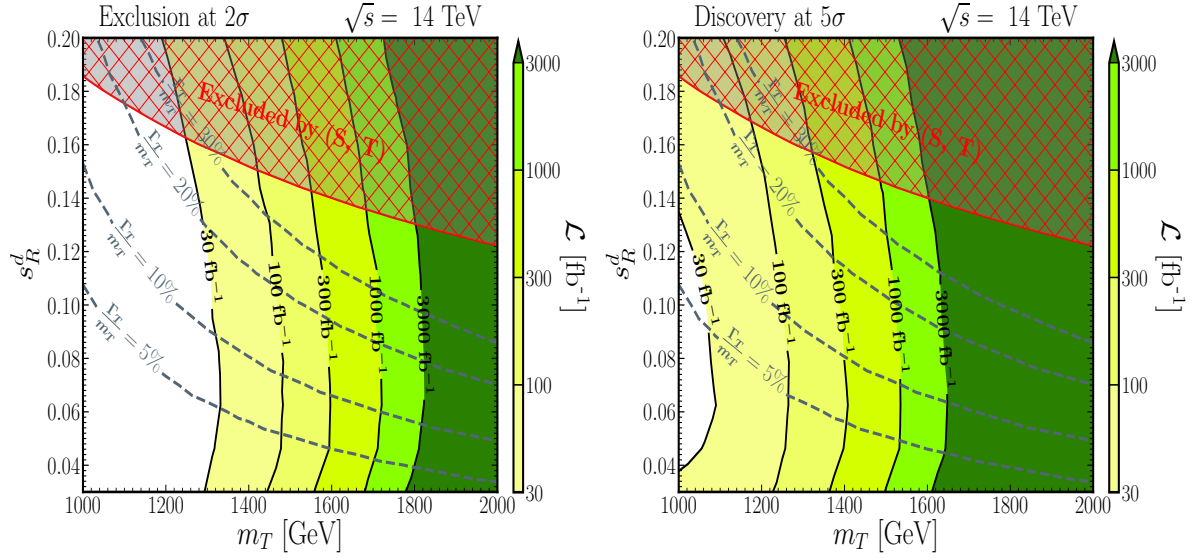 Exclusion at 2σ √s = 14 TeV
0.20
0.18
0.16
0.14
0.12
0.10
0.08
0.06
0.04
s_R^d
1000 1200 1400 1600 1800 2000
m_T [GeV]
Excluded by (S, T)
Γ_T/m_T = 30%
Γ_T/m_T = 20%
Γ_T/m_T = 10%
Γ_T/m_T = 5%
30 fb⁻¹
100 fb⁻¹
300 fb⁻¹
1000 fb⁻¹
3000 fb⁻¹
3000
1000
300
100
30
ℒ [fb⁻¹]
Discovery at 5σ √s = 14 TeV
0.20
0.18
0.16
0.14
0.12
0.10
0.08
0.06
0.04
s_R^d
1000 1200 1400 1600 1800 2000
m_T [GeV]
Excluded by (S, T)
Γ_T/m_T = 30%
Γ_T/m_T = 20%
Γ_T/m_T = 10%
Γ_T/m_T = 5%
30 fb⁻¹
100 fb⁻¹
300 fb⁻¹
1000 fb⁻¹
3000 fb⁻¹
3000
1000
300
100
30
ℒ [fb⁻¹]